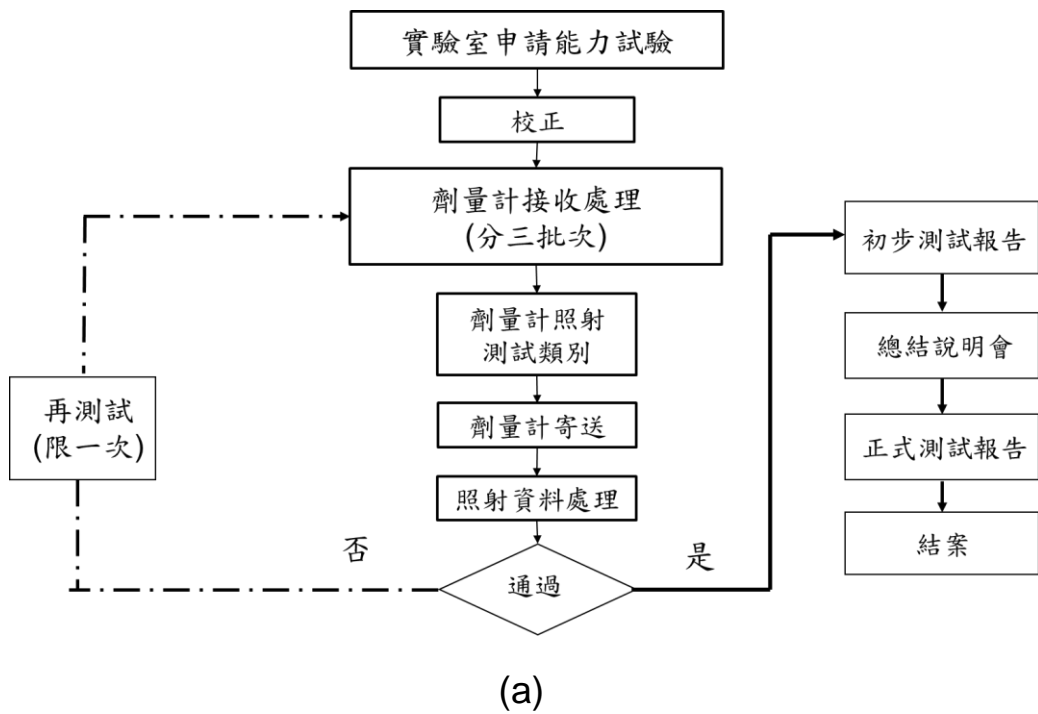 實驗室申請能力試驗
校正
劑量計接收處理
(分三批次)
劑量計照射
測試類別
劑量計寄送
照射資料處理
通過
否
是
再測試
(限一次)
初步測試報告
總結說明會
正式測試報告
結案
(a)